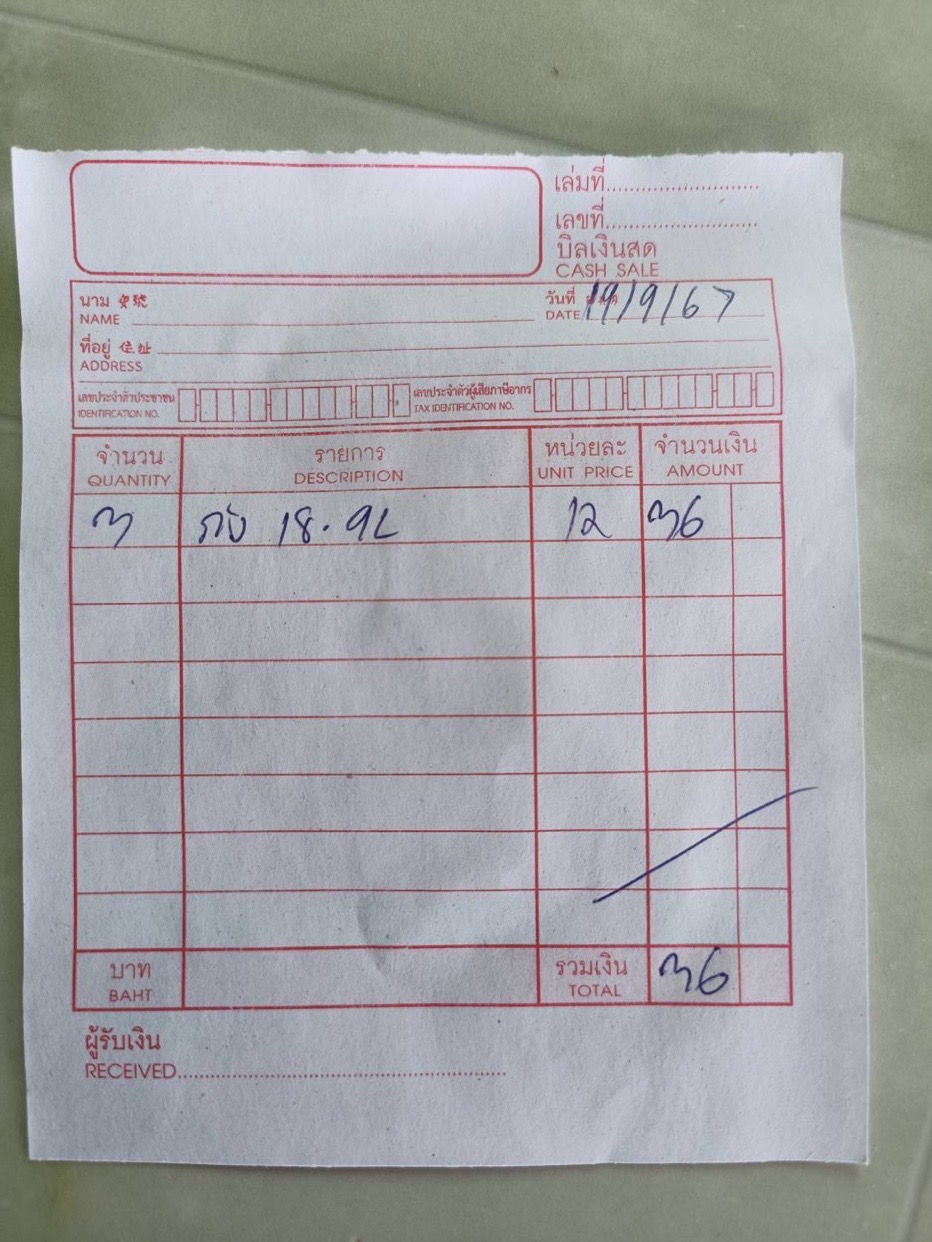 เล่มที่..............................
เลขที่..............................
บิลเงินสด
CASH SALE
นาม 变號
NAME
วันที่
DATE 19/9/67
ที่อยู่ 住址
ADDRESS
เลขประจำตัวประชาชน
IDENTIFICATION NO.
เลขประจำตัวผู้เสียภาษีอากร
TAX IDENTIFICATION NO.
จำนวน รายการ หน่วยละ จำนวนเงิน
QUANTITY DESCRIPTION UNIT PRICE AMOUNT
3 ถัง 18.9L 12 36
บาท รวมเงิน
BAHT TOTAL 36
ผู้รับเงิน
RECEIVED..............................